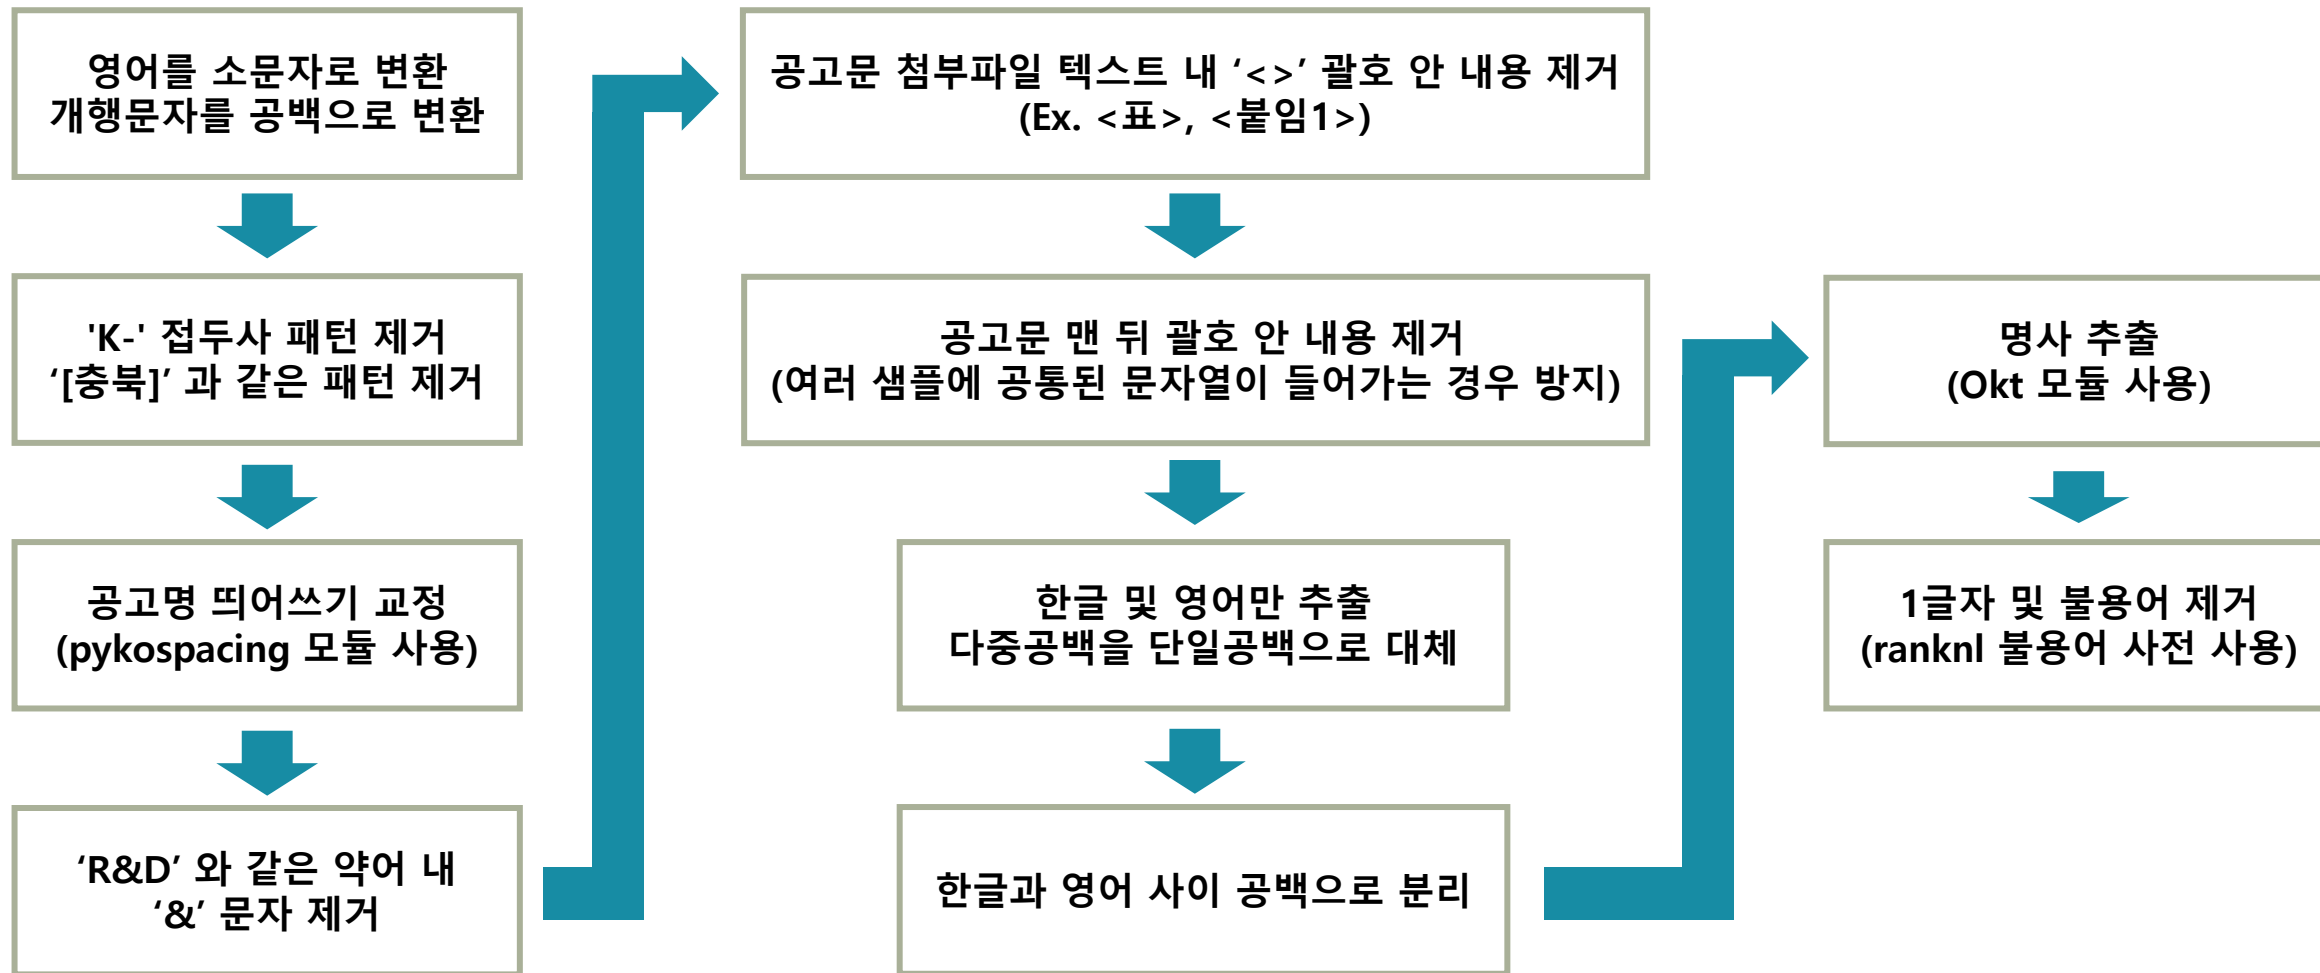 영어를 소문자로 변환
개행문자를 공백으로 변환
'K-' 접두사 패턴 제거
‘[충북]’ 과 같은 패턴 제거
공고명 띄어쓰기 교정
(pykospacing 모듈 사용)
‘R&D’ 와 같은 약어 내
‘&’ 문자 제거
공고문 첨부파일 텍스트 내 ‘<>’ 괄호 안 내용 제거
(Ex. <표>, <붙임1>)
공고문 맨 뒤 괄호 안 내용 제거
(여러 샘플에 공통된 문자열이 들어가는 경우 방지)
한글 및 영어만 추출
다중공백을 단일공백으로 대체
한글과 영어 사이 공백으로 분리
명사 추출
(Okt 모듈 사용)
1글자 및 불용어 제거
(ranknl 불용어 사전 사용)